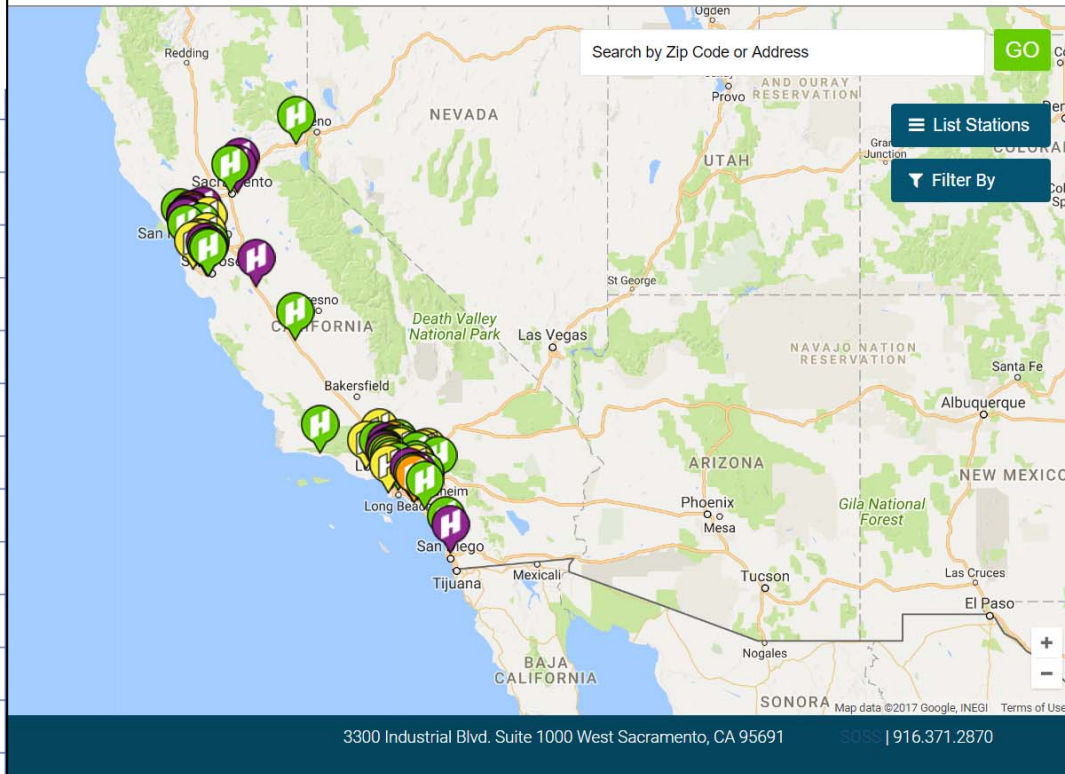 Ogden
Search by Zip Code or Address
GO
Redding
AND OURAY
RESERVATION
Provo
NEVADA
List Stations
Junction
UTAH
Filter By
St George
Death Valley
National Park
CALIFORNIA
Las Vegas
NAVAJO NATION
RESERVATION
Santa Fe
Bakersfield
Albuquerque
ARIZONA
NEW MEXICO
Phoenix
Mesa
Gila National
Forest
Long Beach
San Diego
Tijuana
Mexicali
Tucson
Las Cruces
El Paso
Nogales
BAJA
CALIFORNIA
SONORA
Map data ©2017 Google, INEGI
Terms of Use
3300 Industrial Blvd. Suite 1000 West Sacramento, CA 95691
SOSS | 916.371.2870